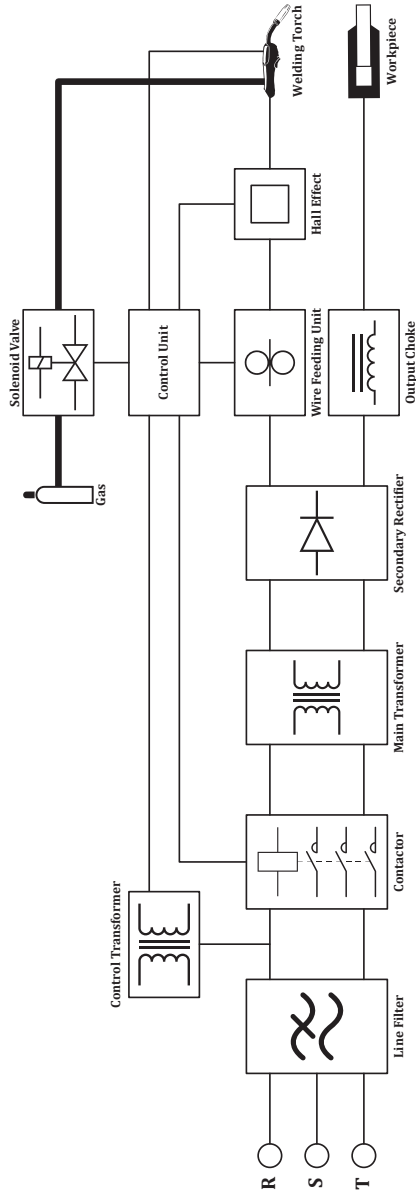 R
S
T
Line Filter
Control Transformer
Contactor
Main Transformer
Secondary Rectifier
Gas
Solenoid Valve
Control Unit
Wire Feeding Unit
Output Choke
Hall Effect
Welding Torch
Workpiece